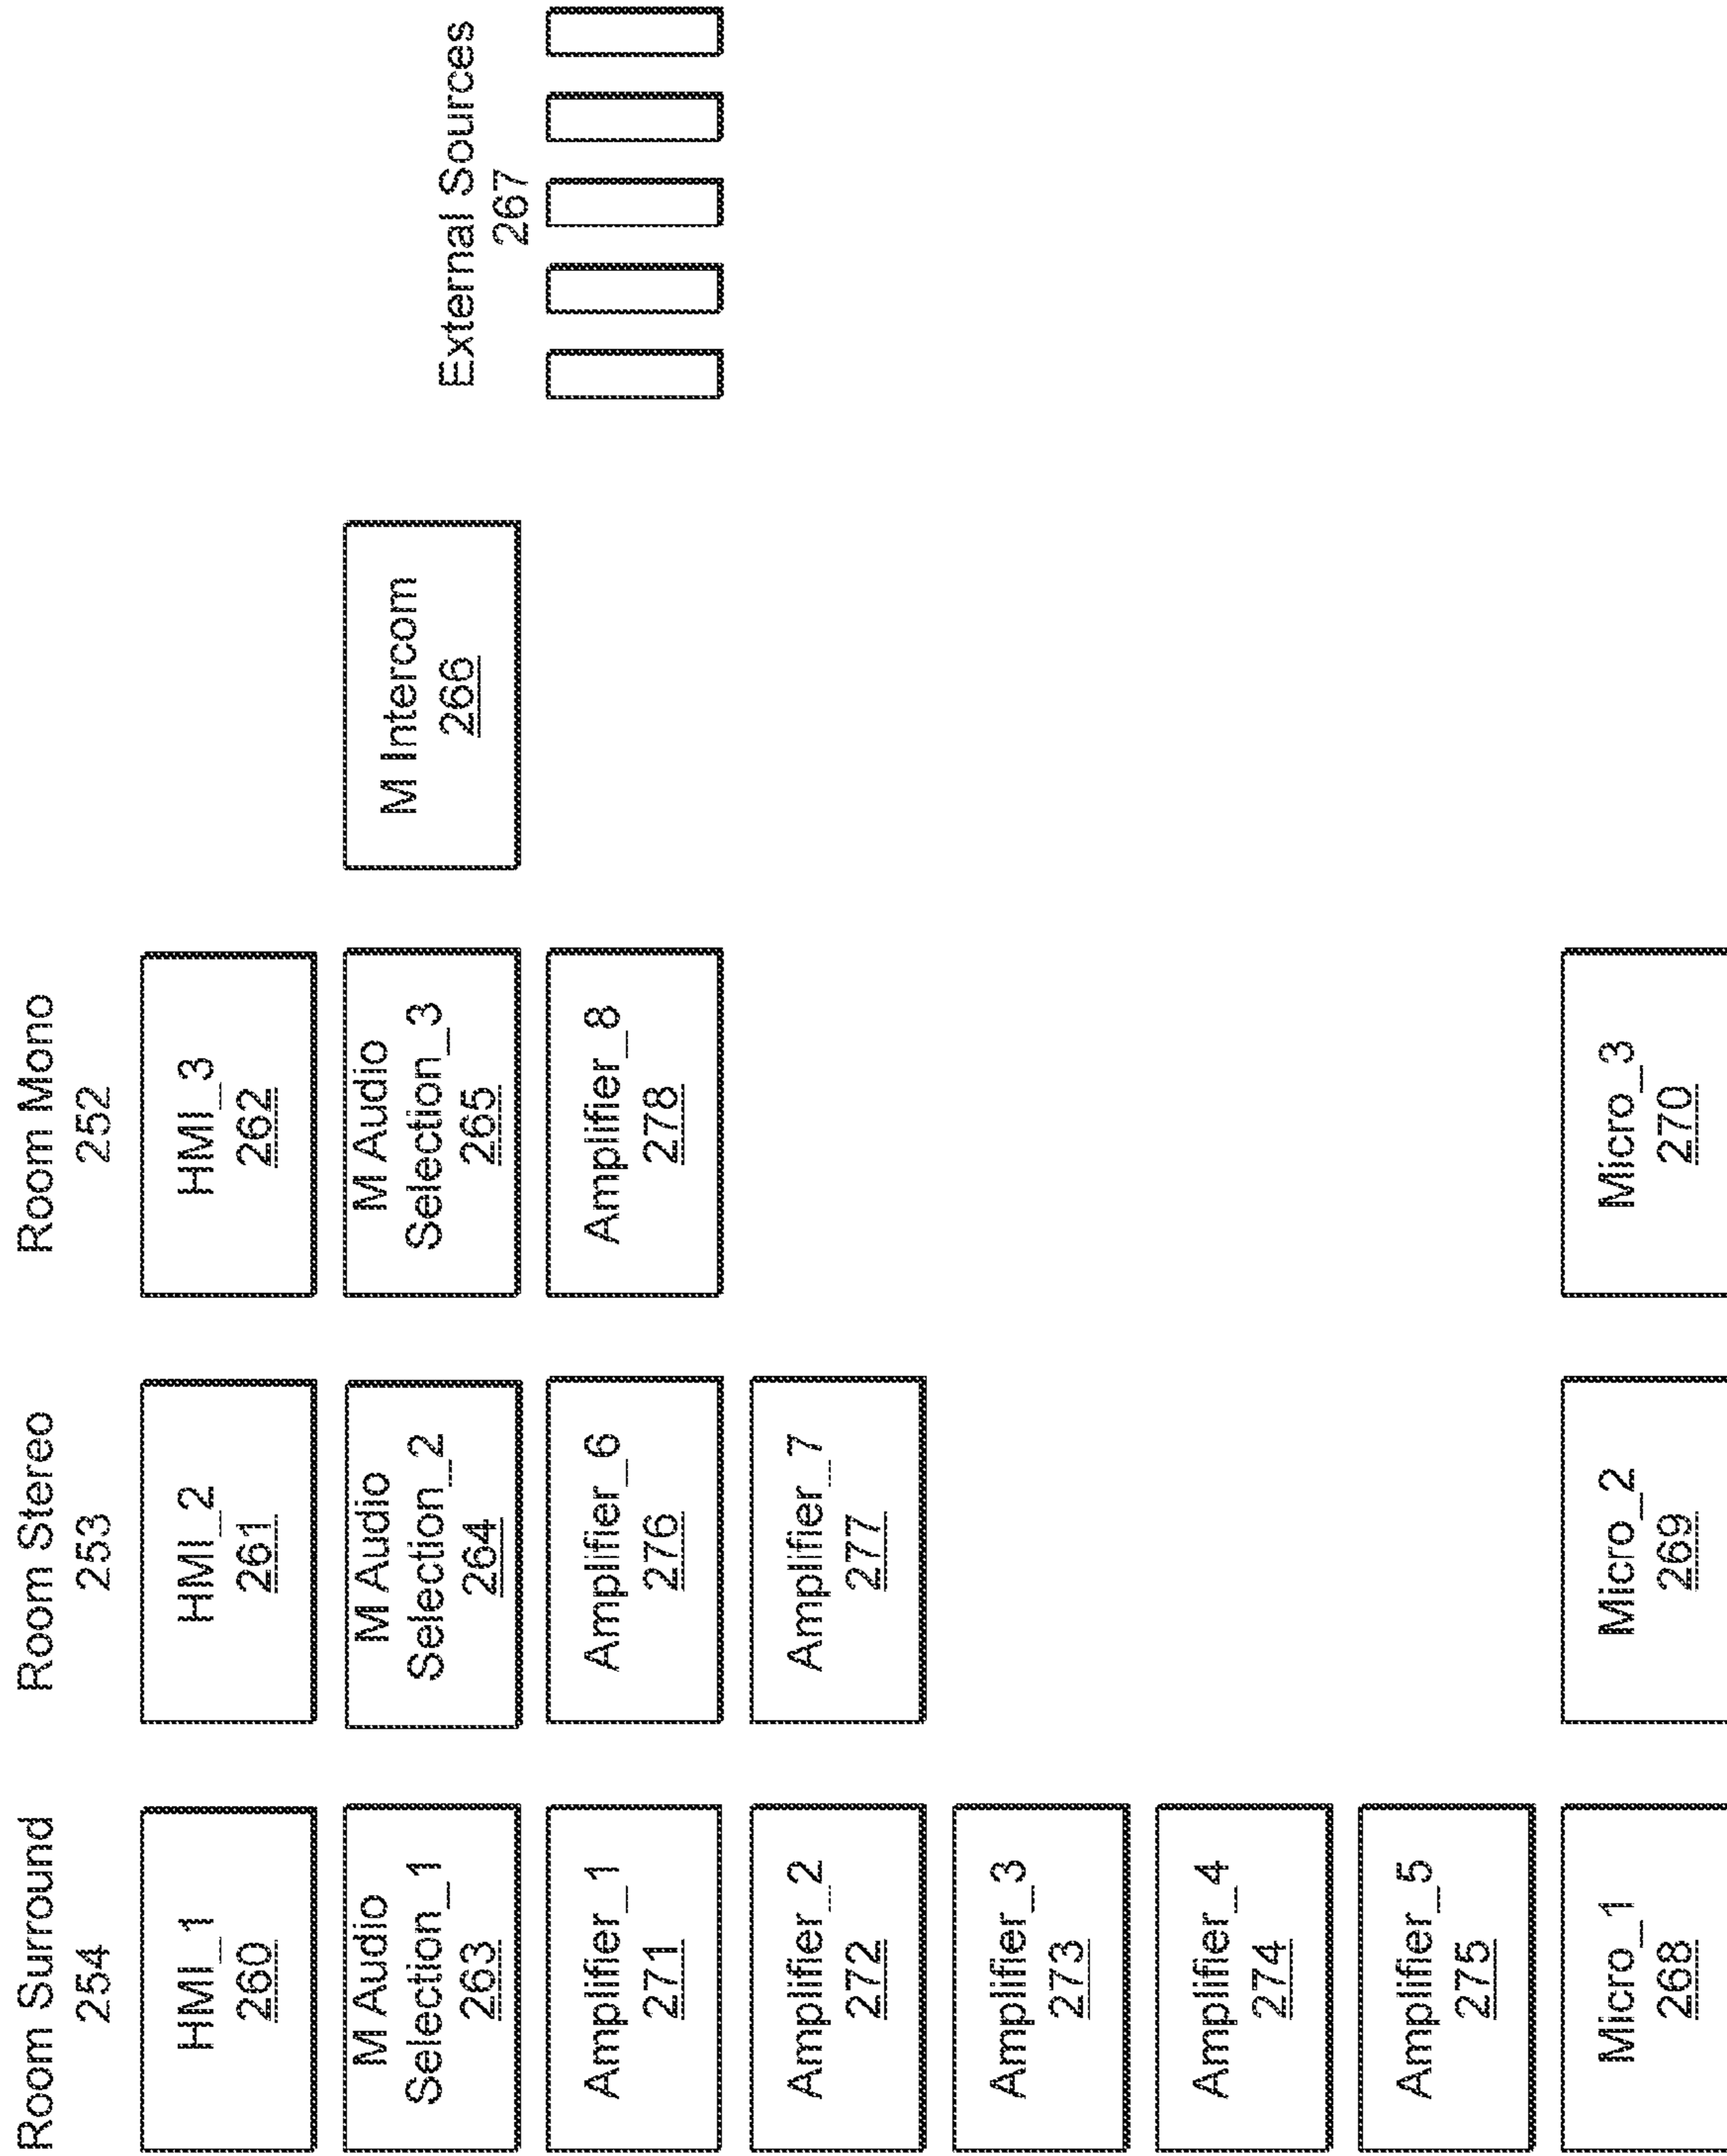 Room Surround
254
HMI_1
260
M Audio
Selection_1
263
Amplifier_1
271
Amplifier_2
272
Amplifier_3
273
Amplifier_4
274
Amplifier_5
275
Micro_1
268
Room Stereo
253
HMI_2
261
M Audio
Selection_2
264
Amplifier_6
276
Amplifier_7
277
Micro_2
269
Room Mono
252
HMI_3
262
M Audio
Selection_3
265
Amplifier_8
278
Micro_3
270
M Intercom
266
External Sources
267